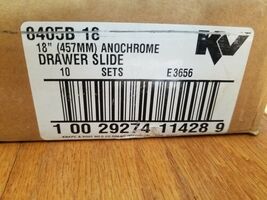 8405B 18
KV
18" (457MM) ANOCHROME
DRAWER SLIDE
10 SETS E3656
1 00 29274 11428 9